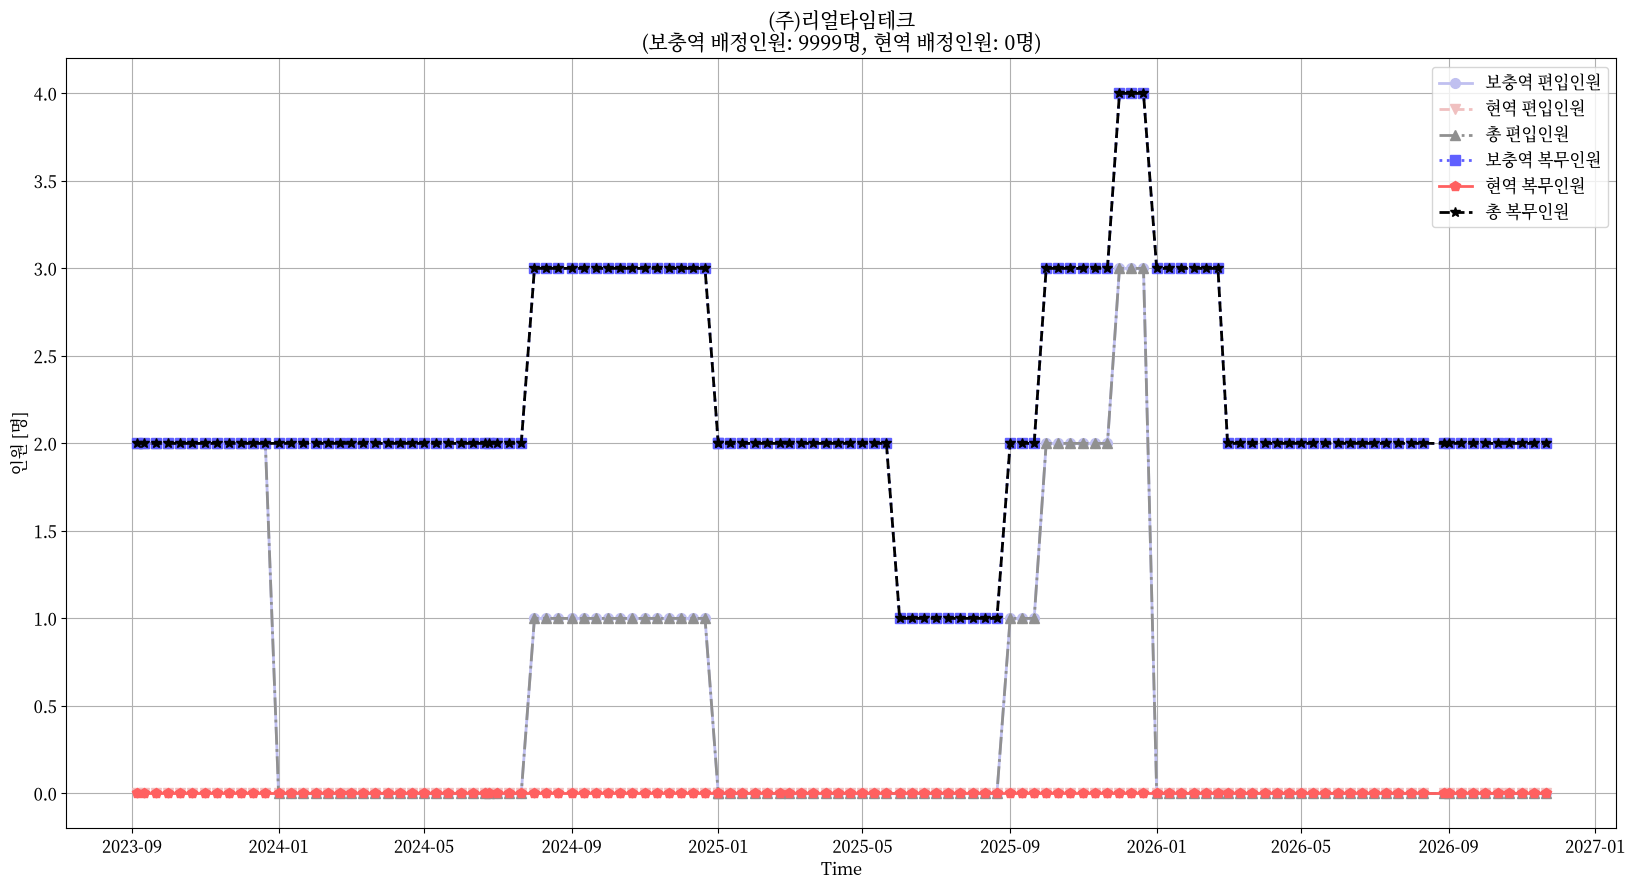 (주)리얼타임테크
(보충역 배정인원: 9999명, 현역 배정인원: 0명)
인원 [명]
4.0
3.5
3.0
2.5
2.0
1.5
1.0
0.5
0.0
보충역 편입인원
현역 편입인원
총 편입인원
보충역 복무인원
현역 복무인원
총 복무인원
2023-09
2024-01
2024-05
2024-09
2025-01
2025-05
2025-09
2026-01
2026-05
2026-09
2027-01
Time